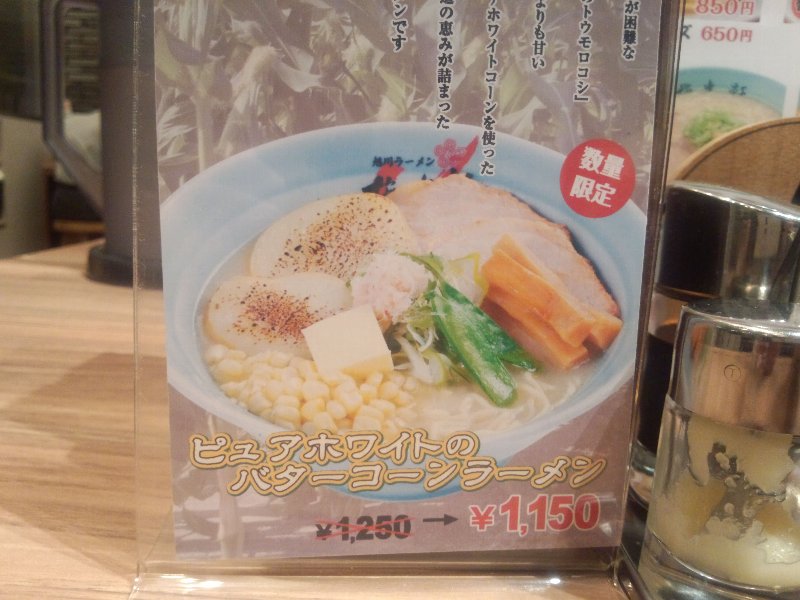 が困難な
トウモロコシ」
よりも甘い
ホワイトコーンを使った
の恵みが詰まった
ンです
旭川ラーメン
数量
限定
ピュアホワイトの
バターコーンラーメン
¥1,250 → ¥1,150
850円
650円